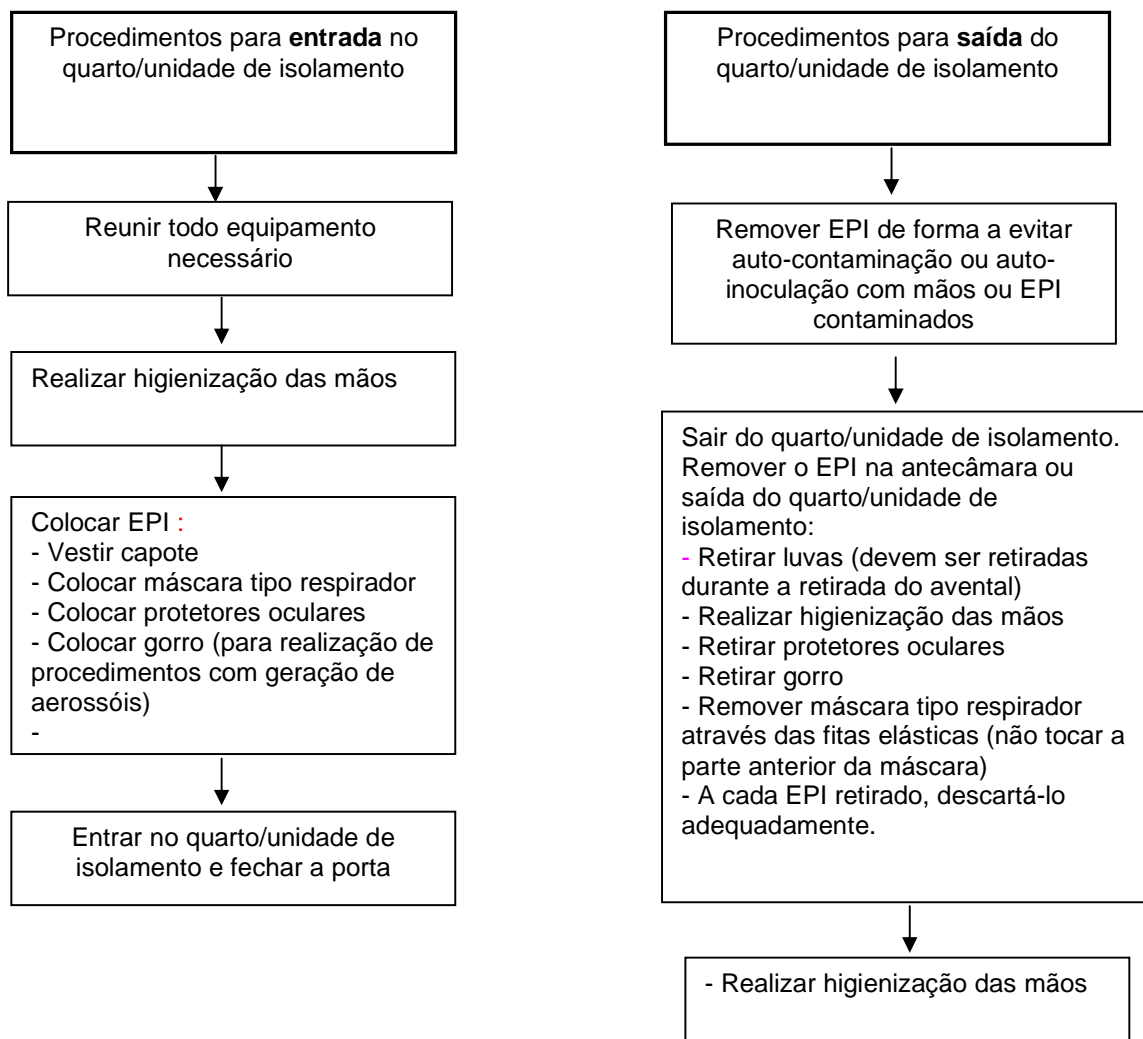 Procedimentos para entrada no
quarto/unidade de isolamento
Reunir todo equipamento
necessário
Realizar higienização das mãos
Colocar EPI :
- Vestir capote
- Colocar máscara tipo respirador
- Colocar protetores oculares
- Colocar gorro (para realização de
procedimentos com geração de
aerossóis)
-
Entrar no quarto/unidade de
isolamento e fechar a porta
Procedimentos para saída do
quarto/unidade de isolamento
Remover EPI de forma a evitar
auto-contaminação ou auto-
inoculação com mãos ou EPI
contaminados
Sair do quarto/unidade de isolamento.
Remover o EPI na antecâmara ou
saída do quarto/unidade de
isolamento:
- Retirar luvas (devem ser retiradas
durante a retirada do avental)
- Realizar higienização das mãos
- Retirar protetores oculares
- Retirar gorro
- Remover máscara tipo respirador
através das fitas elásticas (não tocar a
parte anterior da máscara)
- A cada EPI retirado, descartá-lo
adequadamente.
- Realizar higienização das mãos